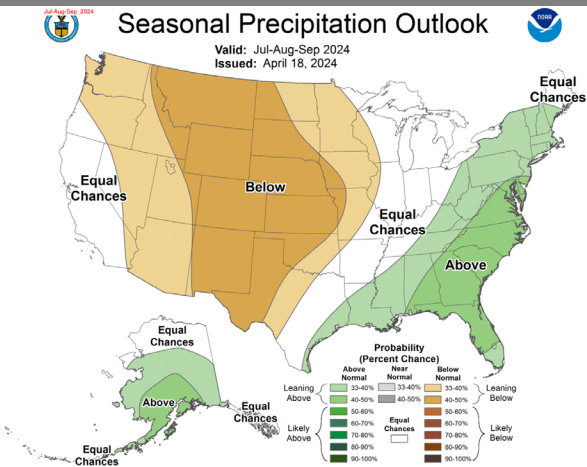 Jul-Aug-Sep 2024
Seasonal Precipitation Outlook
NOAA
Valid: Jul-Aug-Sep 2024
Issued: April 18, 2024
Equal
Chances
Equal
Chances
Below
Equal
Chances
Above
Equal
Chances
Above
Equal
Chances
Equal
Chances
Probability
(Percent Chance)
Above
Normal
Near
Normal
Below
Normal
Leaning
Above
33-40%
40-50%
Likely
Above
50-60%
60-70%
70-80%
80-90%
90-100%
33-40%
40-50%
Equal
Chances
33-40%
40-50%
Leaning
Below
50-60%
60-70%
70-80%
80-90%
90-100%
Likely
Below